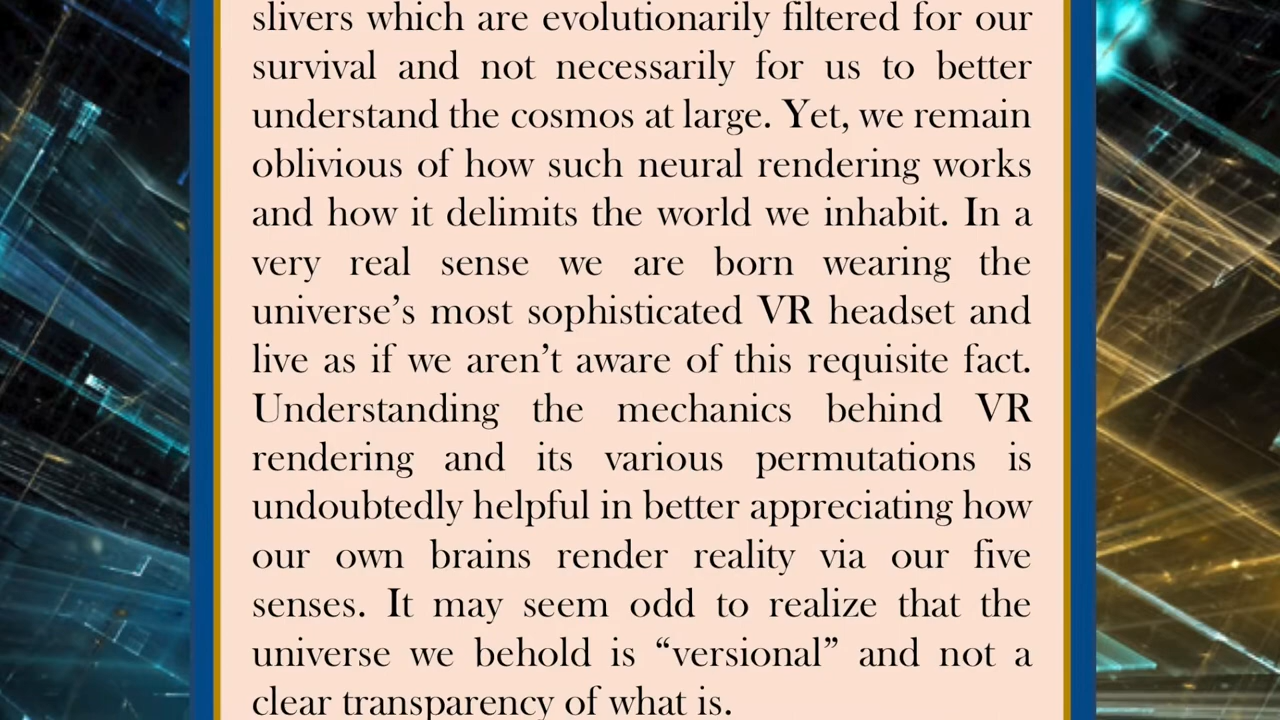 slivers which are evolutionarily filtered for our
survival and not necessarily for us to better
understand the cosmos at large. Yet, we remain
oblivious of how such neural rendering works
and how it delimits the world we inhabit. In a
very real sense we are born wearing the
universe’s most sophisticated VR headset and
live as if we aren’t aware of this requisite fact.
Understanding the mechanics behind VR
rendering and its various permutations is
undoubtedly helpful in better appreciating how
our own brains render reality via our five
senses. It may seem odd to realize that the
universe we behold is “versional” and not a
clear transparency of what is.